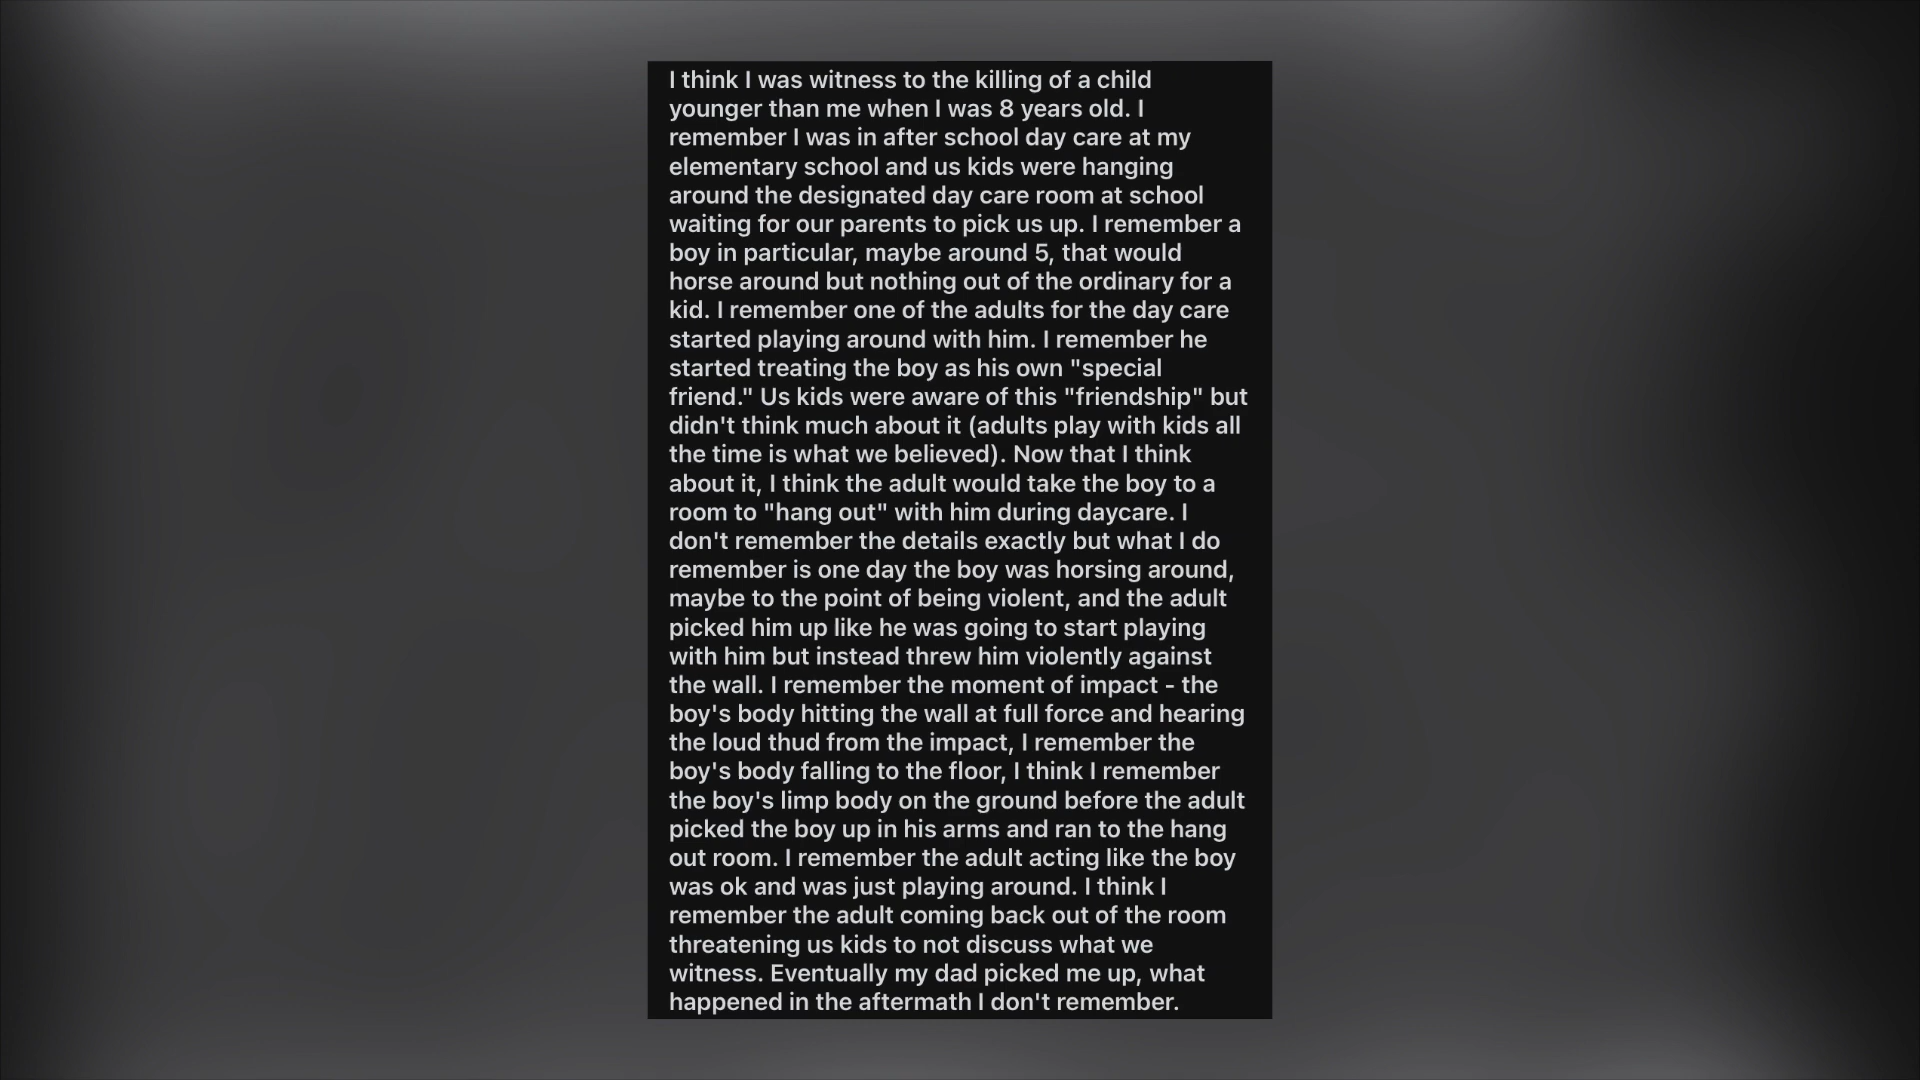 I think I was witness to the killing of a child
younger than me when I was 8 years old. I
remember I was in after school day care at my
elementary school and us kids were hanging
around the designated day care room at school
waiting for our parents to pick us up. I remember a
boy in particular, maybe around 5, that would
horse around but nothing out of the ordinary for a
kid. I remember one of the adults for the day care
started playing around with him. I remember he
started treating the boy as his own "special
friend." Us kids were aware of this "friendship" but
didn't think much about it (adults play with kids all
the time is what we believed). Now that I think
about it, I think the adult would take the boy to a
room to "hang out" with him during daycare. I
don't remember the details exactly but what I do
remember is one day the boy was horsing around,
maybe to the point of being violent, and the adult
picked him up like he was going to start playing
with him but instead threw him violently against
the wall. I remember the moment of impact - the
boy's body hitting the wall at full force and hearing
the loud thud from the impact, I remember the
boy's body falling to the floor, I think I remember
the boy's limp body on the ground before the adult
picked the boy up in his arms and ran to the hang
out room. I remember the adult acting like the boy
was ok and was just playing around. I think I
remember the adult coming back out of the room
threatening us kids to not discuss what we
witness. Eventually my dad picked me up, what
happened in the aftermath I don't remember.